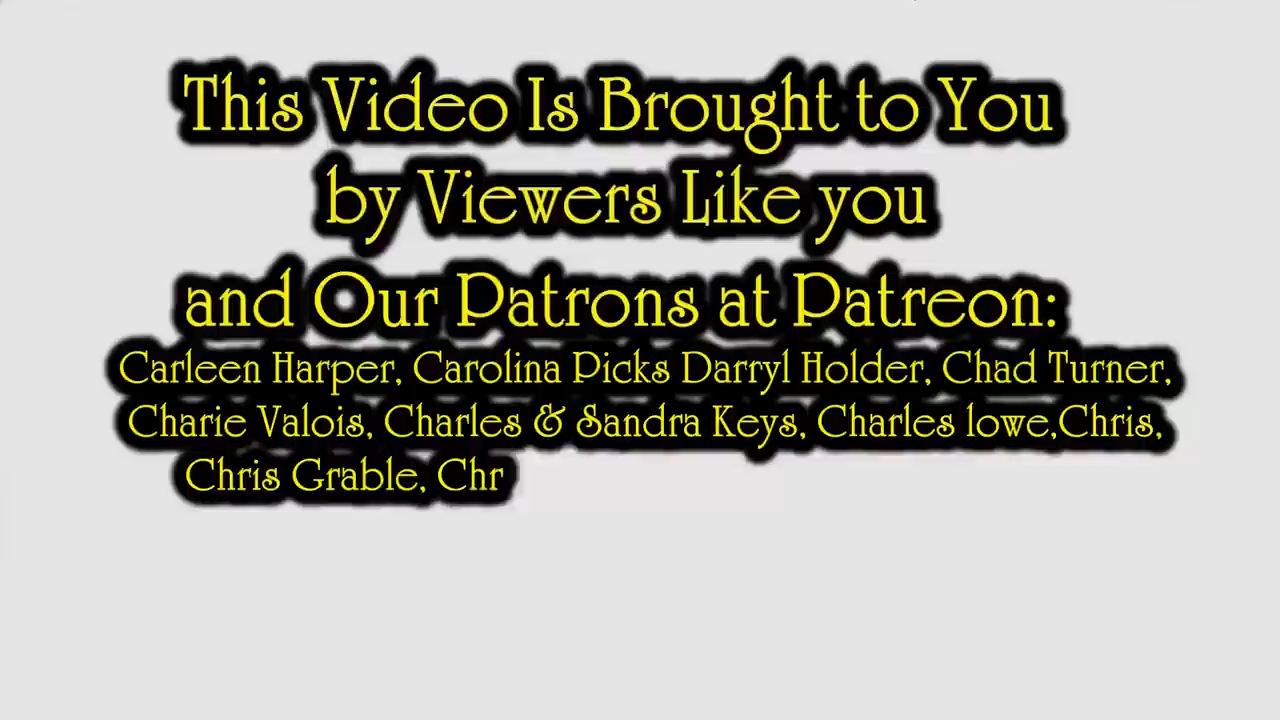 This Video Is Brought to You
by Viewers Like you
and Our Patrons at Patreon:
Carleen Harper, Carolina Picks Darryl Holder, Chad Turner,
Charie Valois, Charles & Sandra Keys, Charles lowe,Chris,
Chris Grable, Chr